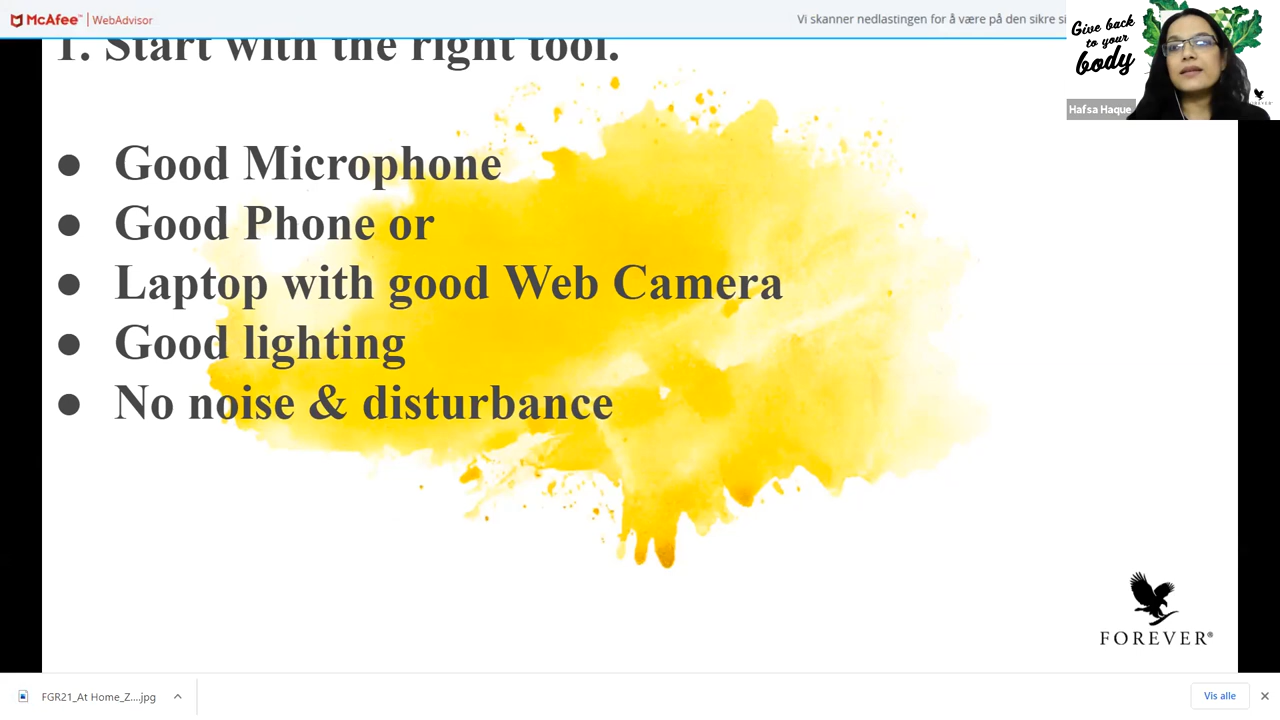 McAfee™ | WebAdvisor
Vi skanner nedlastingen for å være på den sikre si
Give back
to your
body
Hafsa Haque
1. Start with the right tool.
● Good Microphone
● Good Phone or
● Laptop with good Web Camera
● Good lighting
● No noise & disturbance
FOREVER®
FGR21_At Home_Z....jpg
Vis alle